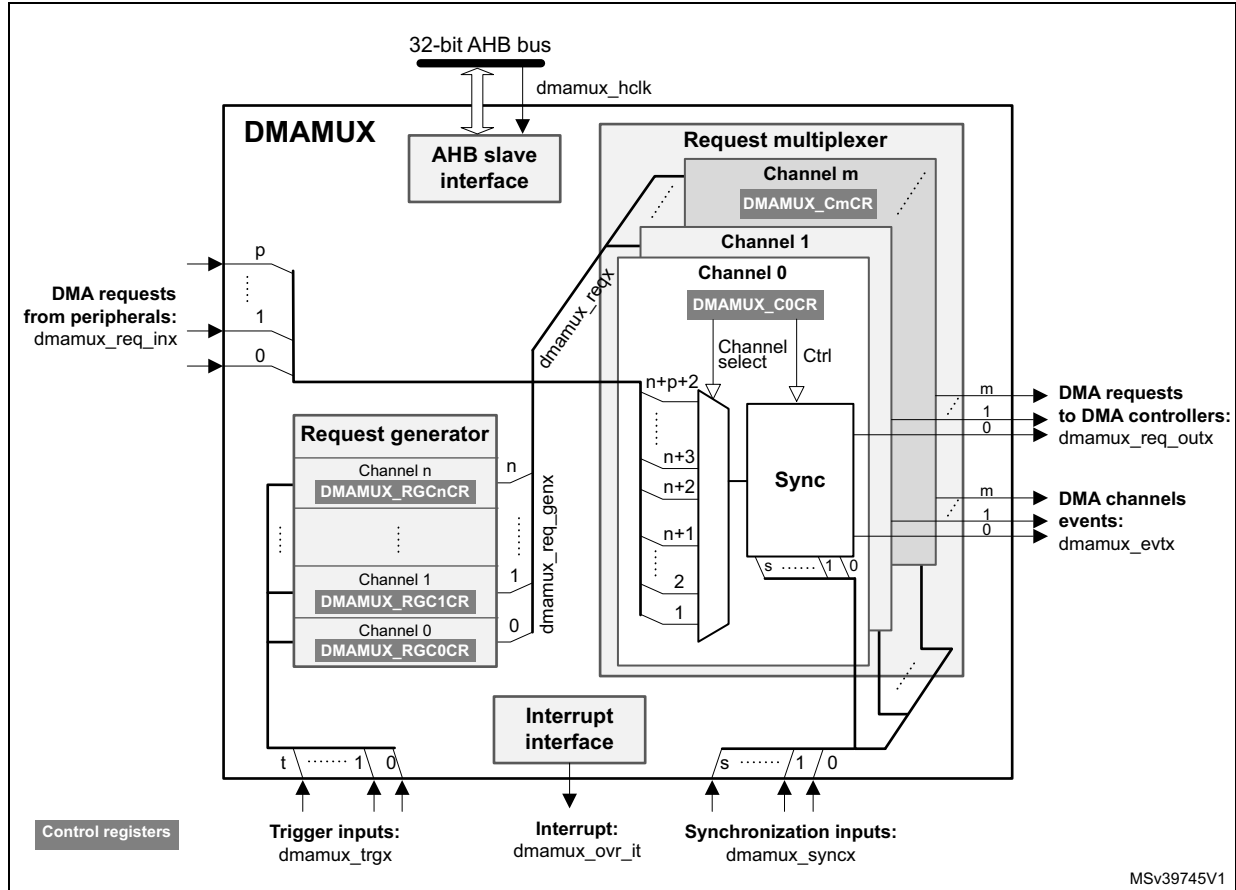 32-bit AHB bus
dmamux_hclk
DMAMUX
AHB slave
interface
Request multiplexer
Channel m
DMAMUX_CmCR
Channel 1
Channel 0
DMAMUX_C0CR
Channel
select
Ctrl
p
1
0
DMA requests
from peripherals:
dmamux_req_inx
dmamux_reqx
n+p+2
n+3
n+2
n+1
2
1
Sync
s ...... 1 0
m
1
0
DMA requests
to DMA controllers:
dmamux_req_outx
m
1
0
DMA channels
events:
dmamux_evtx
Request generator
Channel n
DMAMUX_RGCnCR
Channel 1
DMAMUX_RGC1CR
Channel 0
DMAMUX_RGC0CR
n
1
0
dmamux_req_genx
Interrupt
interface
t ....... 1 0
s ....... 1 0
Control registers
Trigger inputs:
dmamux_trgx
Interrupt:
dmamux_ovr_it
Synchronization inputs:
dmamux_syncx
MSv39745V1